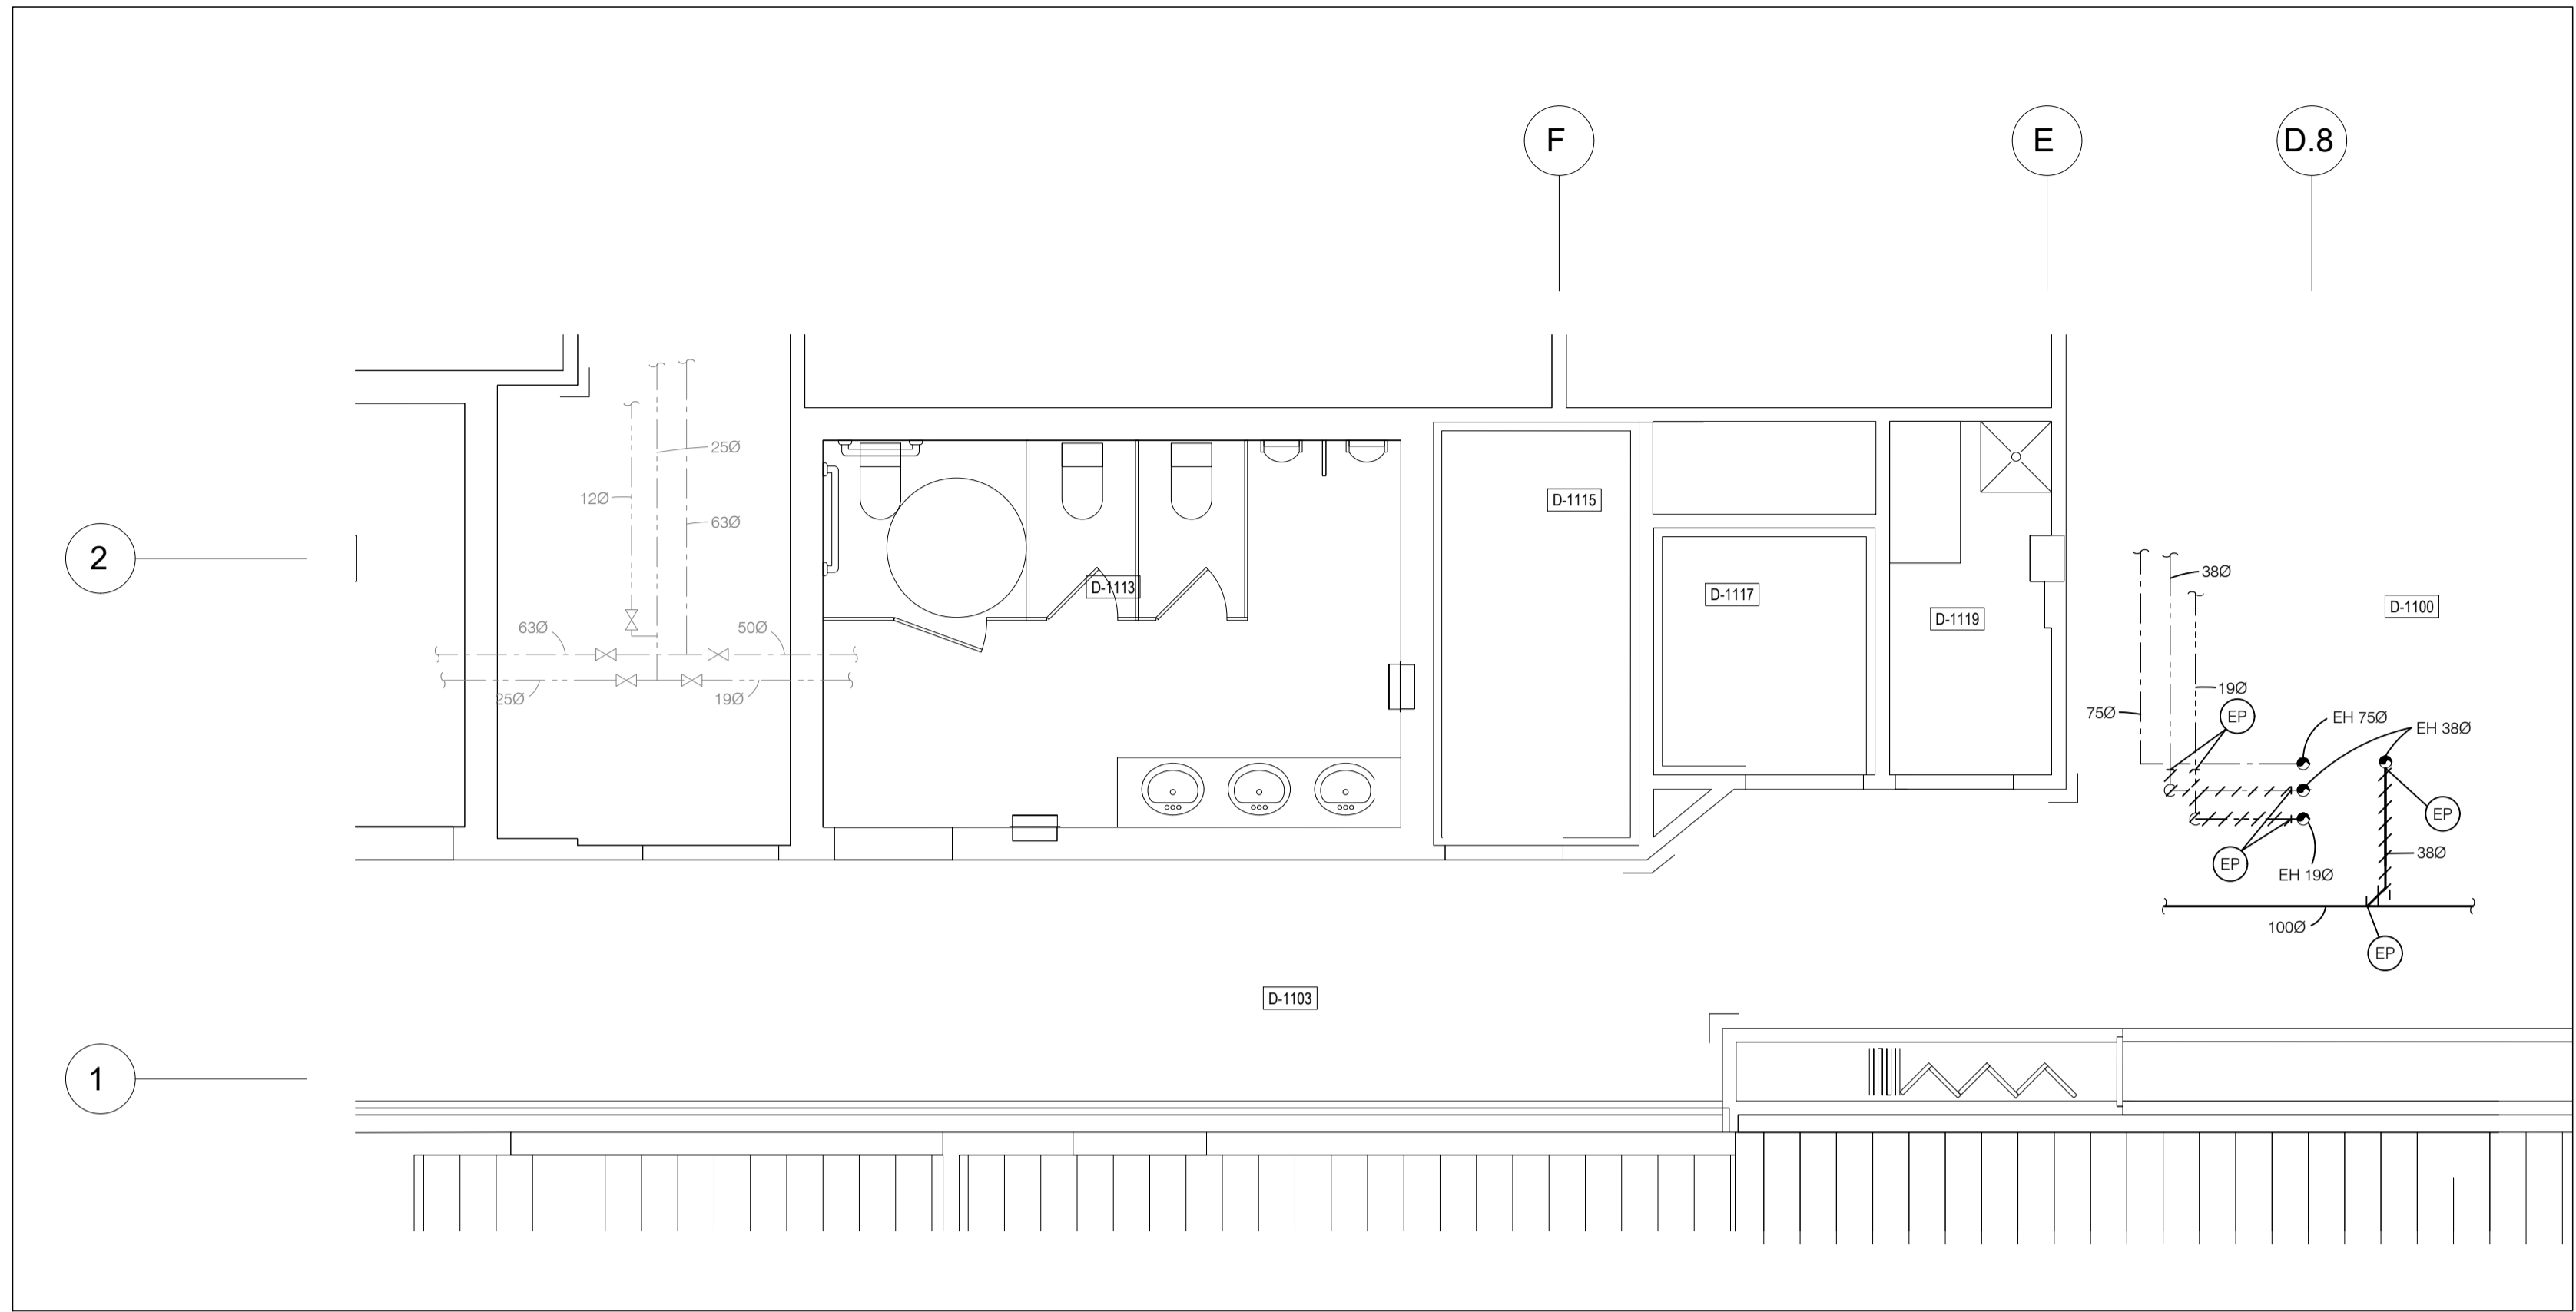 F
E
D.8
25Ø
12Ø
D-1115
63Ø
2
38Ø
D-1113
D-1117
D-1100
D-1119
63Ø
50Ø
19Ø
25Ø
19Ø
75Ø
EP
EH 75Ø
EH 38Ø
EP
38Ø
EP
EH 19Ø
100Ø
EP
D-1103
1